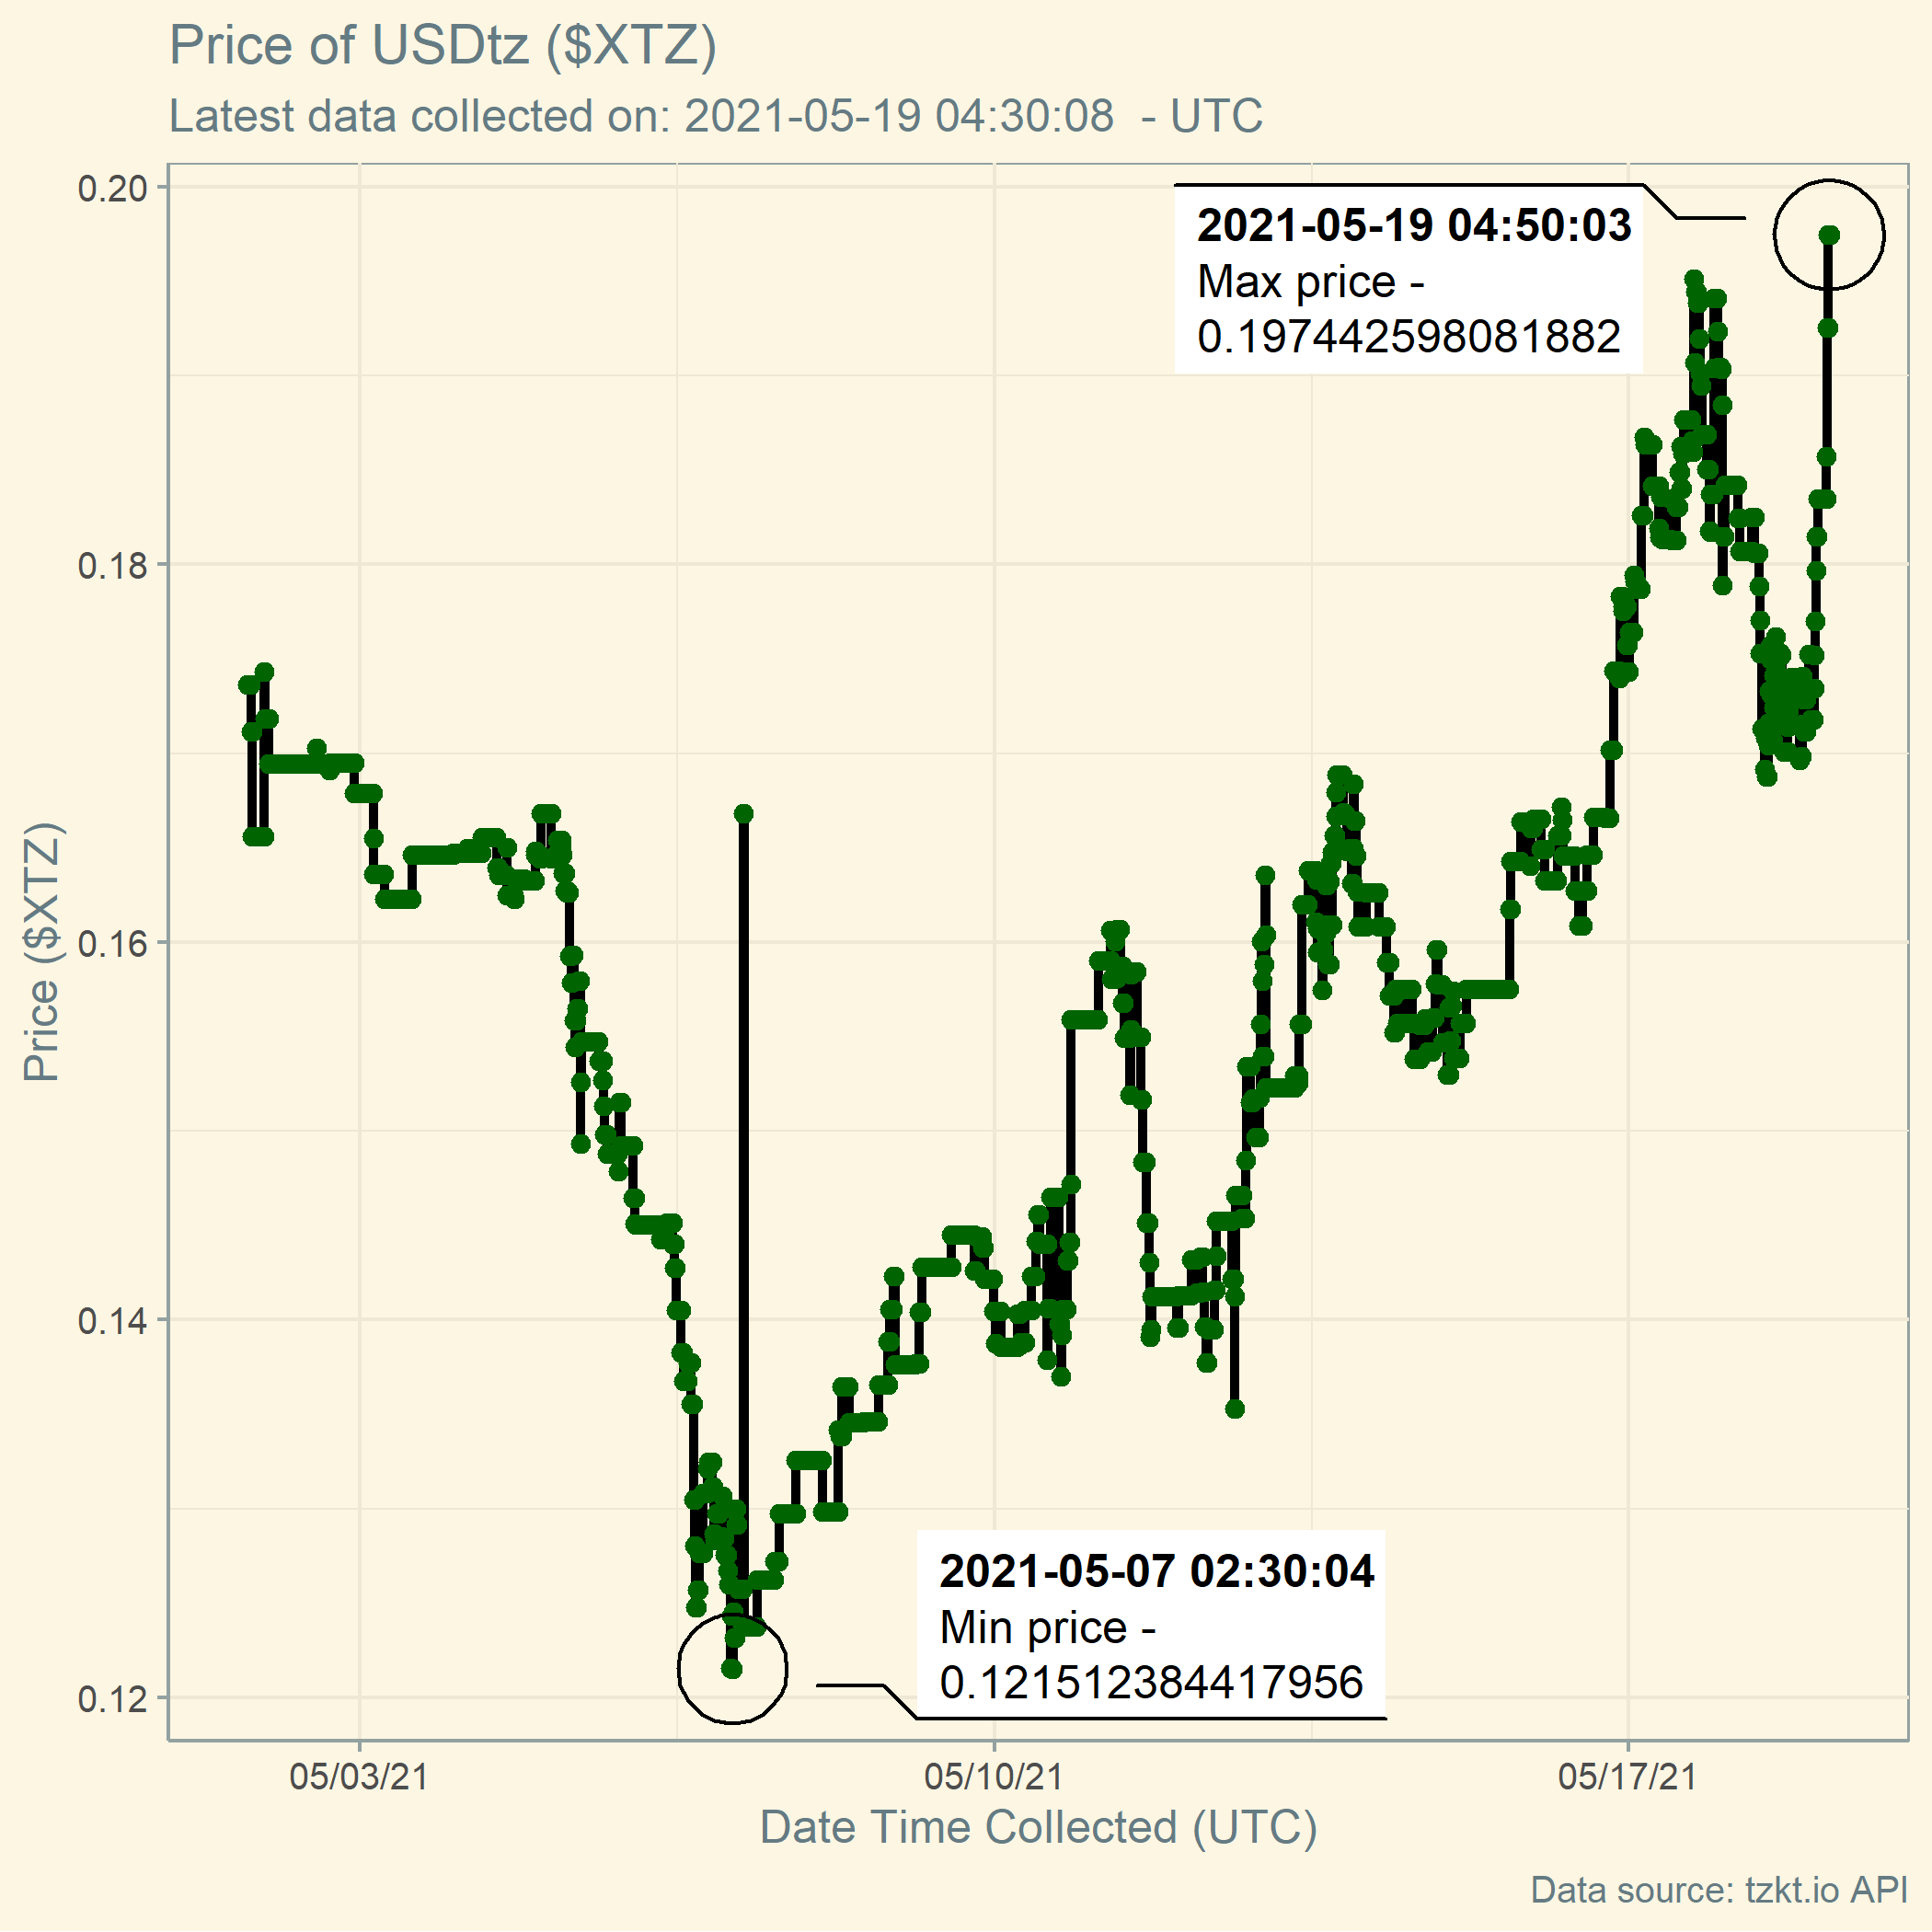 Price of USDtz ($XTZ)
Latest data collected on: 2021-05-19 04:30:08  - UTC
0.20
0.18
0.16
0.14
0.12
Price ($XTZ)
2021-05-19 04:50:03
Max price -
0.197442598081882
2021-05-07 02:30:04
Min price -
0.121512384417956
05/03/21
05/10/21
05/17/21
Date Time Collected (UTC)
Data source: tzkt.io API